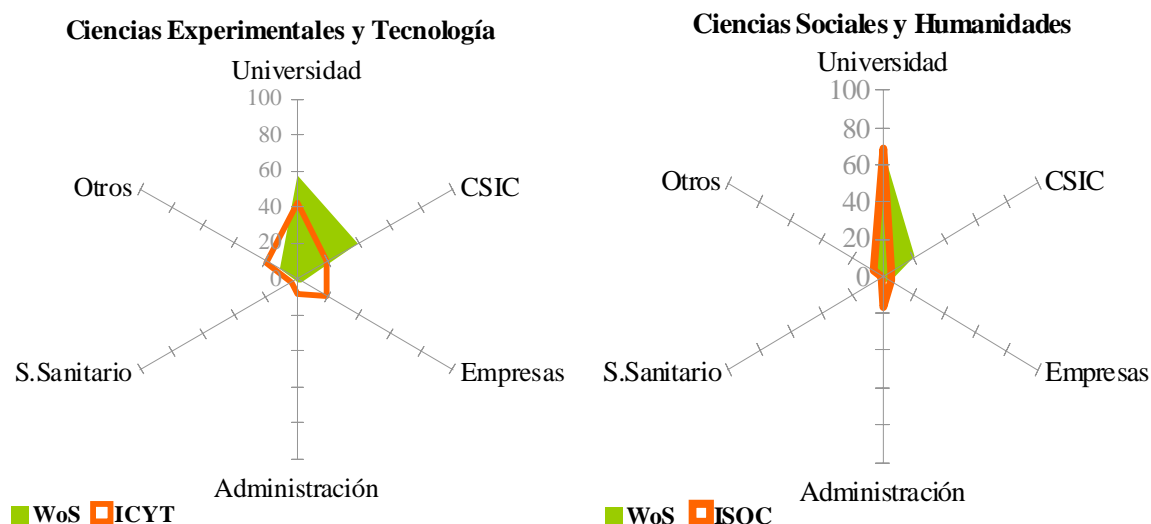 Ciencias Experimentales y Tecnología
Universidad
100
80
60
40
20
0
Otros
CSIC
S.Sanitario
Empresas
Administración
WoS ICYT
Ciencias Sociales y Humanidades
Universidad
100
80
60
40
20
0
Otros
CSIC
S.Sanitario
Empresas
Administración
WoS ISOC